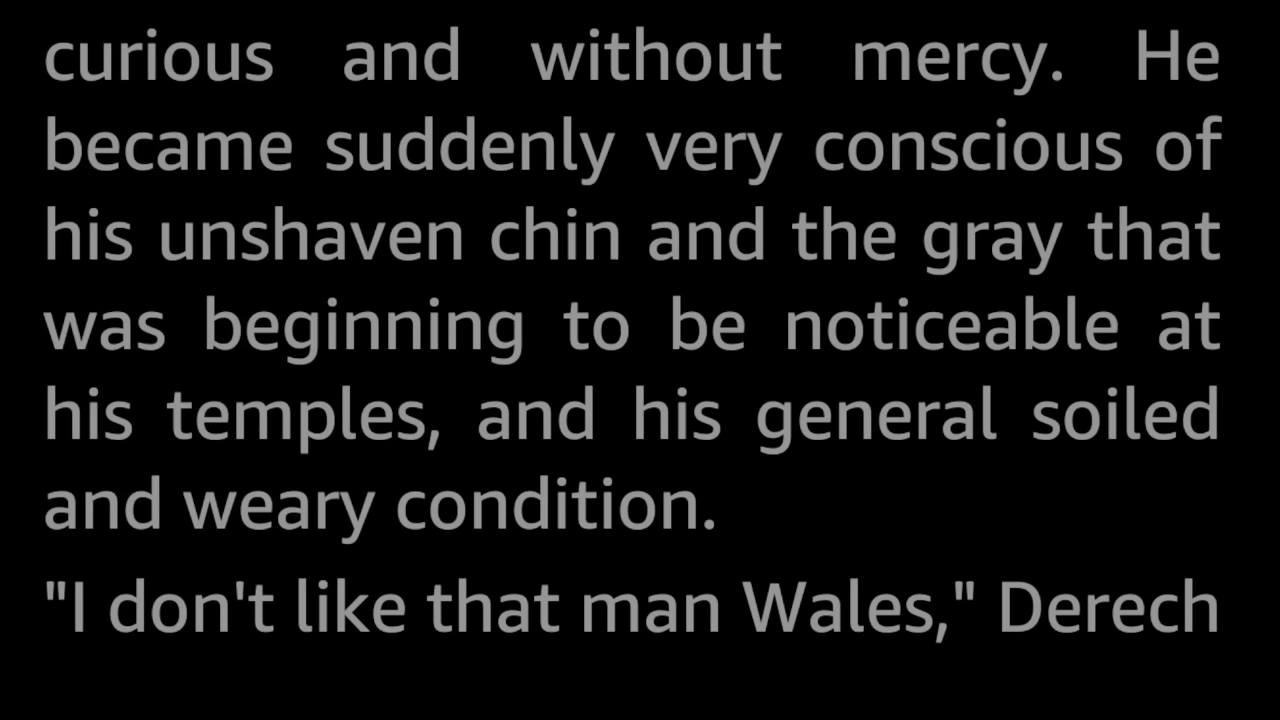 curious and without mercy. He
became suddenly very conscious of
his unshaven chin and the gray that
was beginning to be noticeable at
his temples, and his general soiled
and weary condition.
"I don't like that man Wales," Derech